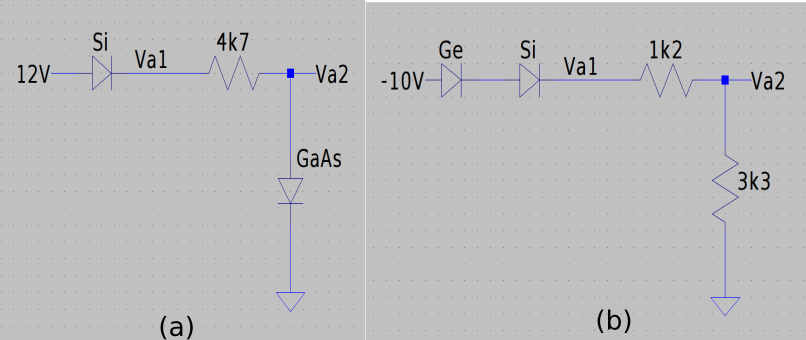 Si
4k7
12V
Va1
Va2
GaAs
(a)
Ge
Si
1k2
-10V
Va1
Va2
3k3
(b)